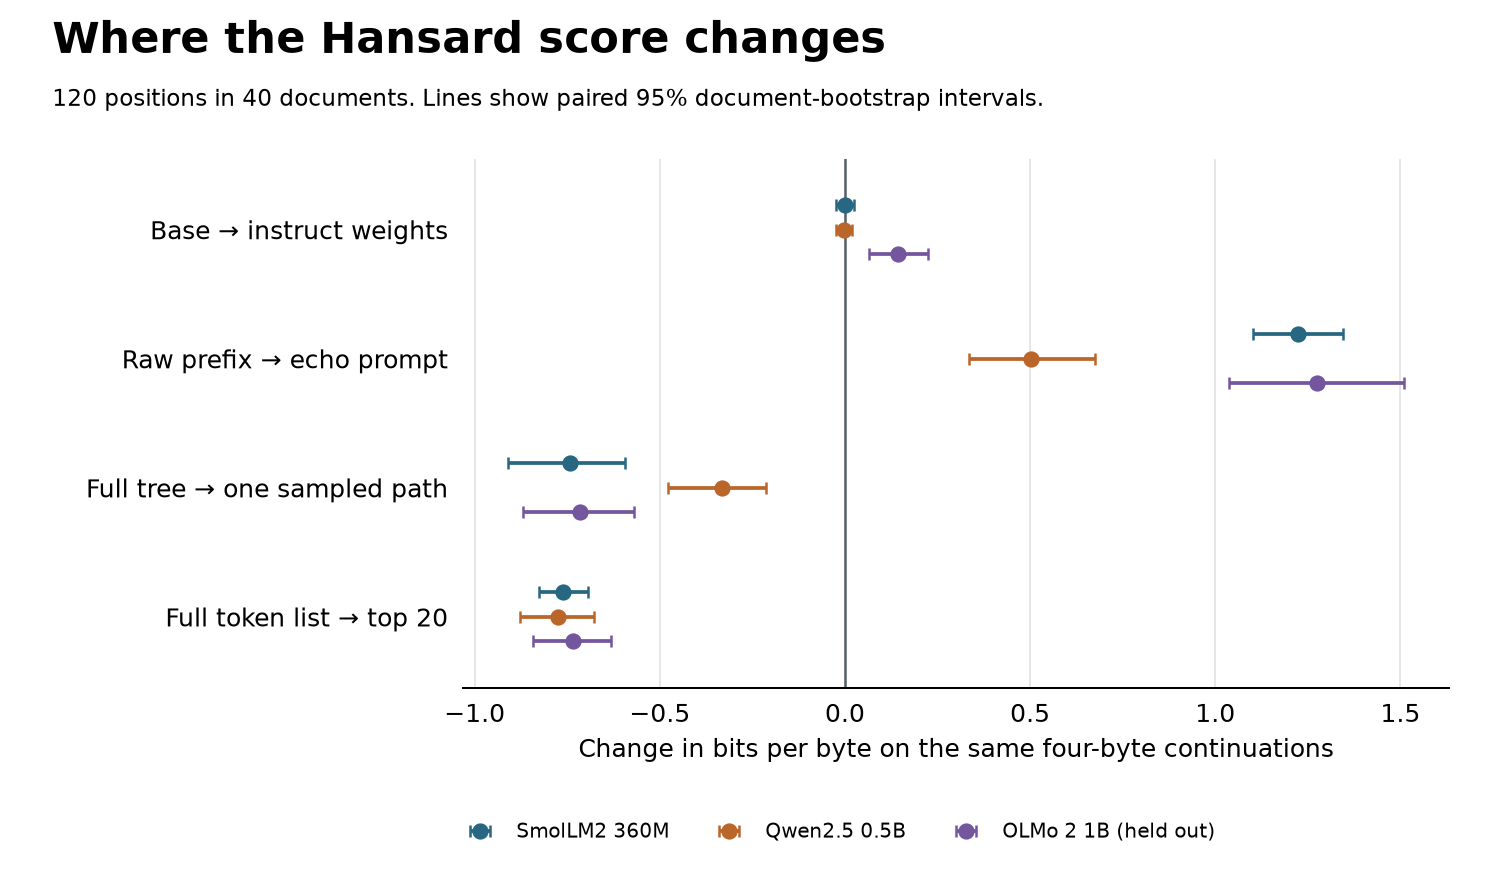 Where the Hansard score changes
120 positions in 40 documents. Lines show paired 95% document-bootstrap intervals.
Base → instruct weights
Raw prefix → echo prompt
Full tree → one sampled path
Full token list → top 20
−1.0 −0.5 0.0 0.5 1.0 1.5
Change in bits per byte on the same four-byte continuations
SmolLM2 360M Qwen2.5 0.5B OLMo 2 1B (held out)